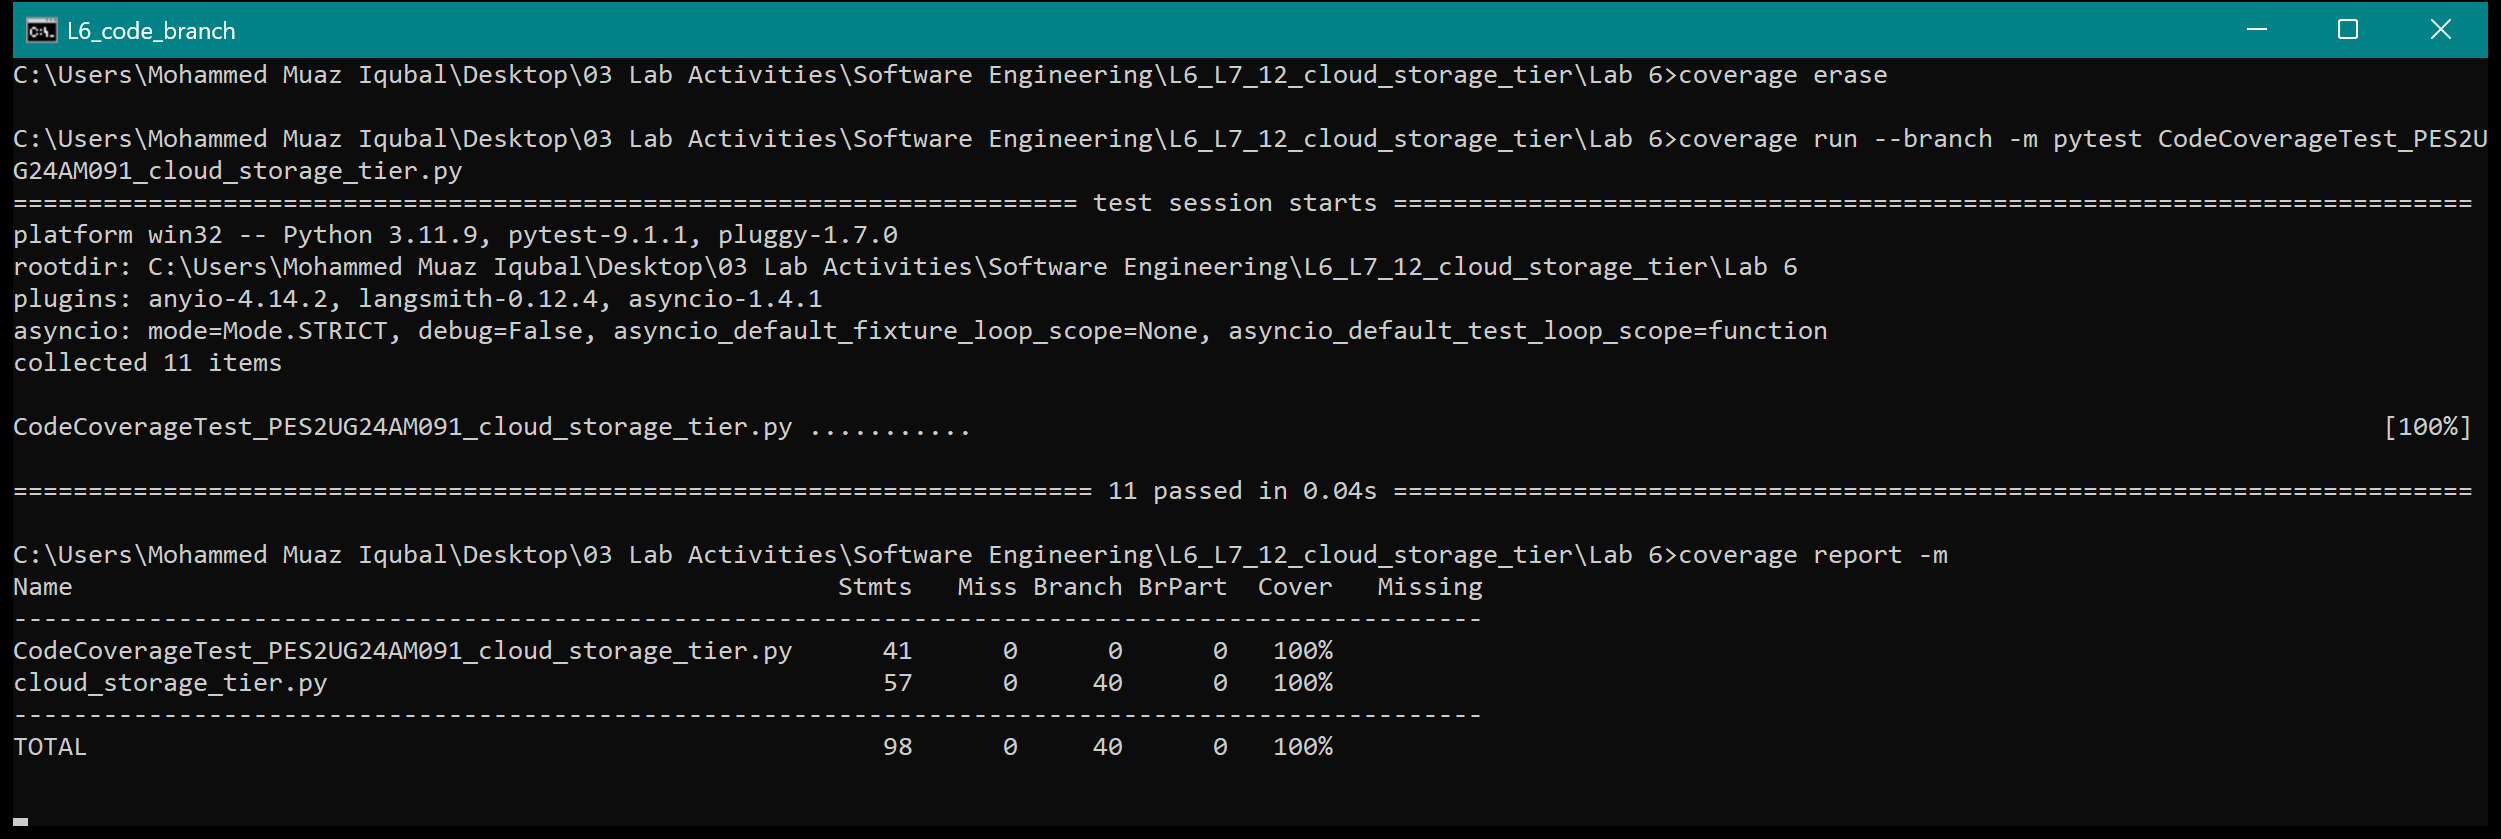 L6_code_branch
C:\Users\Mohammed Muaz Iqubal\Desktop\03 Lab Activities\Software Engineering\L6_L7_12_cloud_storage_tier\Lab 6>coverage erase
C:\Users\Mohammed Muaz Iqubal\Desktop\03 Lab Activities\Software Engineering\L6_L7_12_cloud_storage_tier\Lab 6>coverage run --branch -m pytest CodeCoverageTest_PES2U
G24AM091_cloud_storage_tier.py
======================================================================= test session starts ========================================================================
platform win32 -- Python 3.11.9, pytest-9.1.1, pluggy-1.7.0
rootdir: C:\Users\Mohammed Muaz Iqubal\Desktop\03 Lab Activities\Software Engineering\L6_L7_12_cloud_storage_tier\Lab 6
plugins: anyio-4.14.2, langsmith-0.12.4, asyncio-1.4.1
asyncio: mode=Mode.STRICT, debug=False, asyncio_default_fixture_loop_scope=None, asyncio_default_test_loop_scope=function
collected 11 items
CodeCoverageTest_PES2UG24AM091_cloud_storage_tier.py ........... [100%]
======================================================================== 11 passed in 0.04s ========================================================================
C:\Users\Mohammed Muaz Iqubal\Desktop\03 Lab Activities\Software Engineering\L6_L7_12_cloud_storage_tier\Lab 6>coverage report -m
Name Stmts Miss Branch BrPart Cover Missing
--------------------------------------------------------------------------------------------------
CodeCoverageTest_PES2UG24AM091_cloud_storage_tier.py 41 0 0 0 100%
cloud_storage_tier.py 57 0 40 0 100%
--------------------------------------------------------------------------------------------------
TOTAL 98 0 40 0 100%